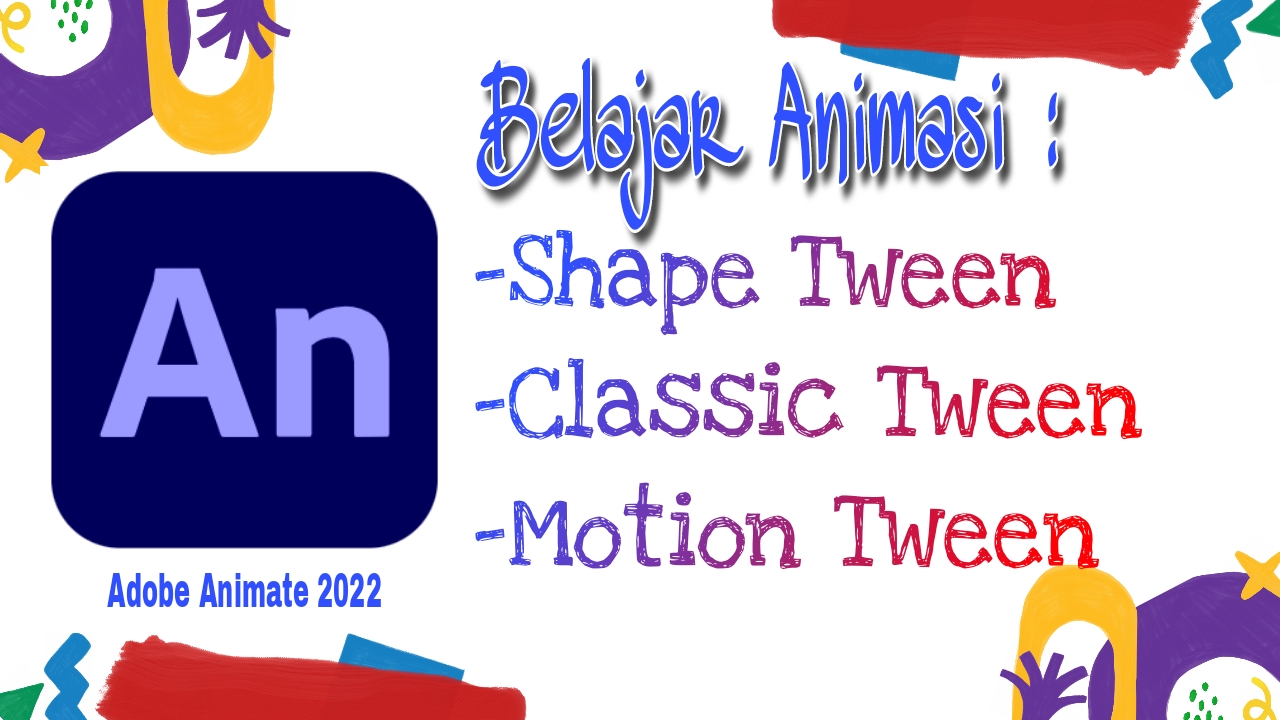 Belajar Animasi :
-Shape Tween
-Classic Tween
-Motion Tween
An
Adobe Animate 2022